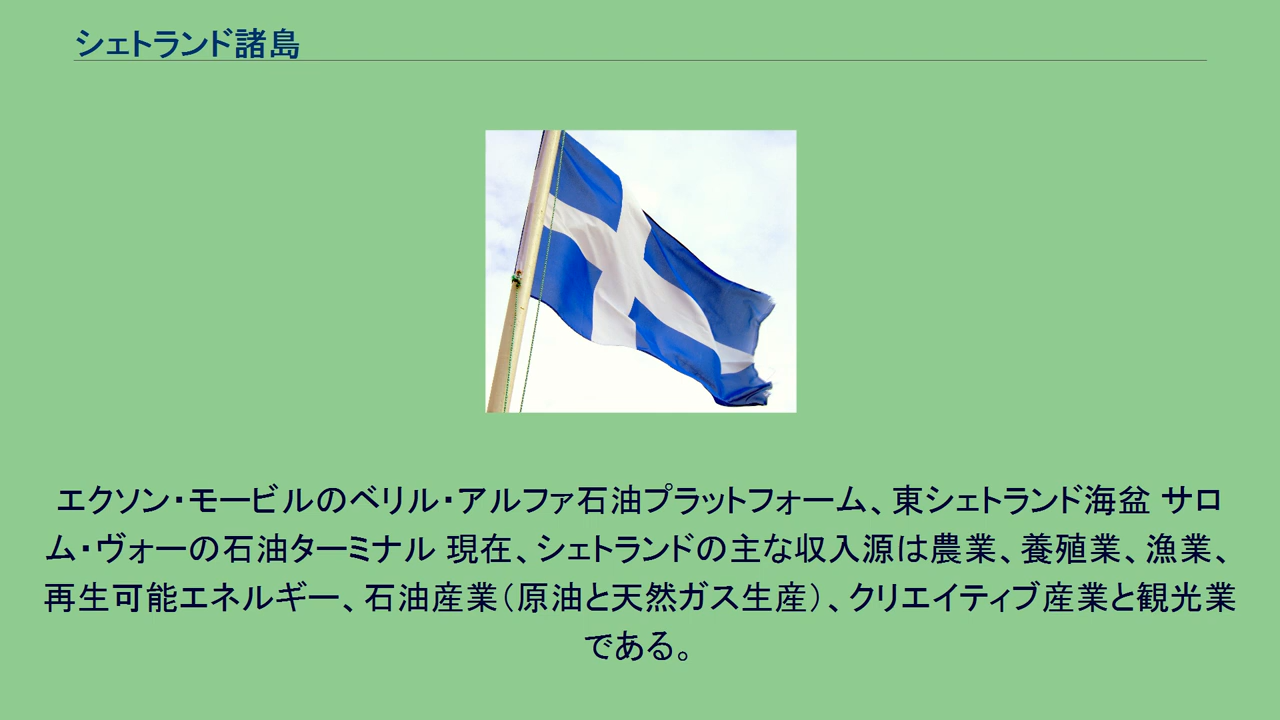 シェトランド諸島
エクソン・モービルのベリル・アルファ石油プラットフォーム、東シェトランド海盆 サロ
ム・ヴォーの石油ターミナル 現在、シェトランドの主な収入源は農業、養殖業、漁業、
再生可能エネルギー、石油産業（原油と天然ガス生産）、クリエイティブ産業と観光業
である。